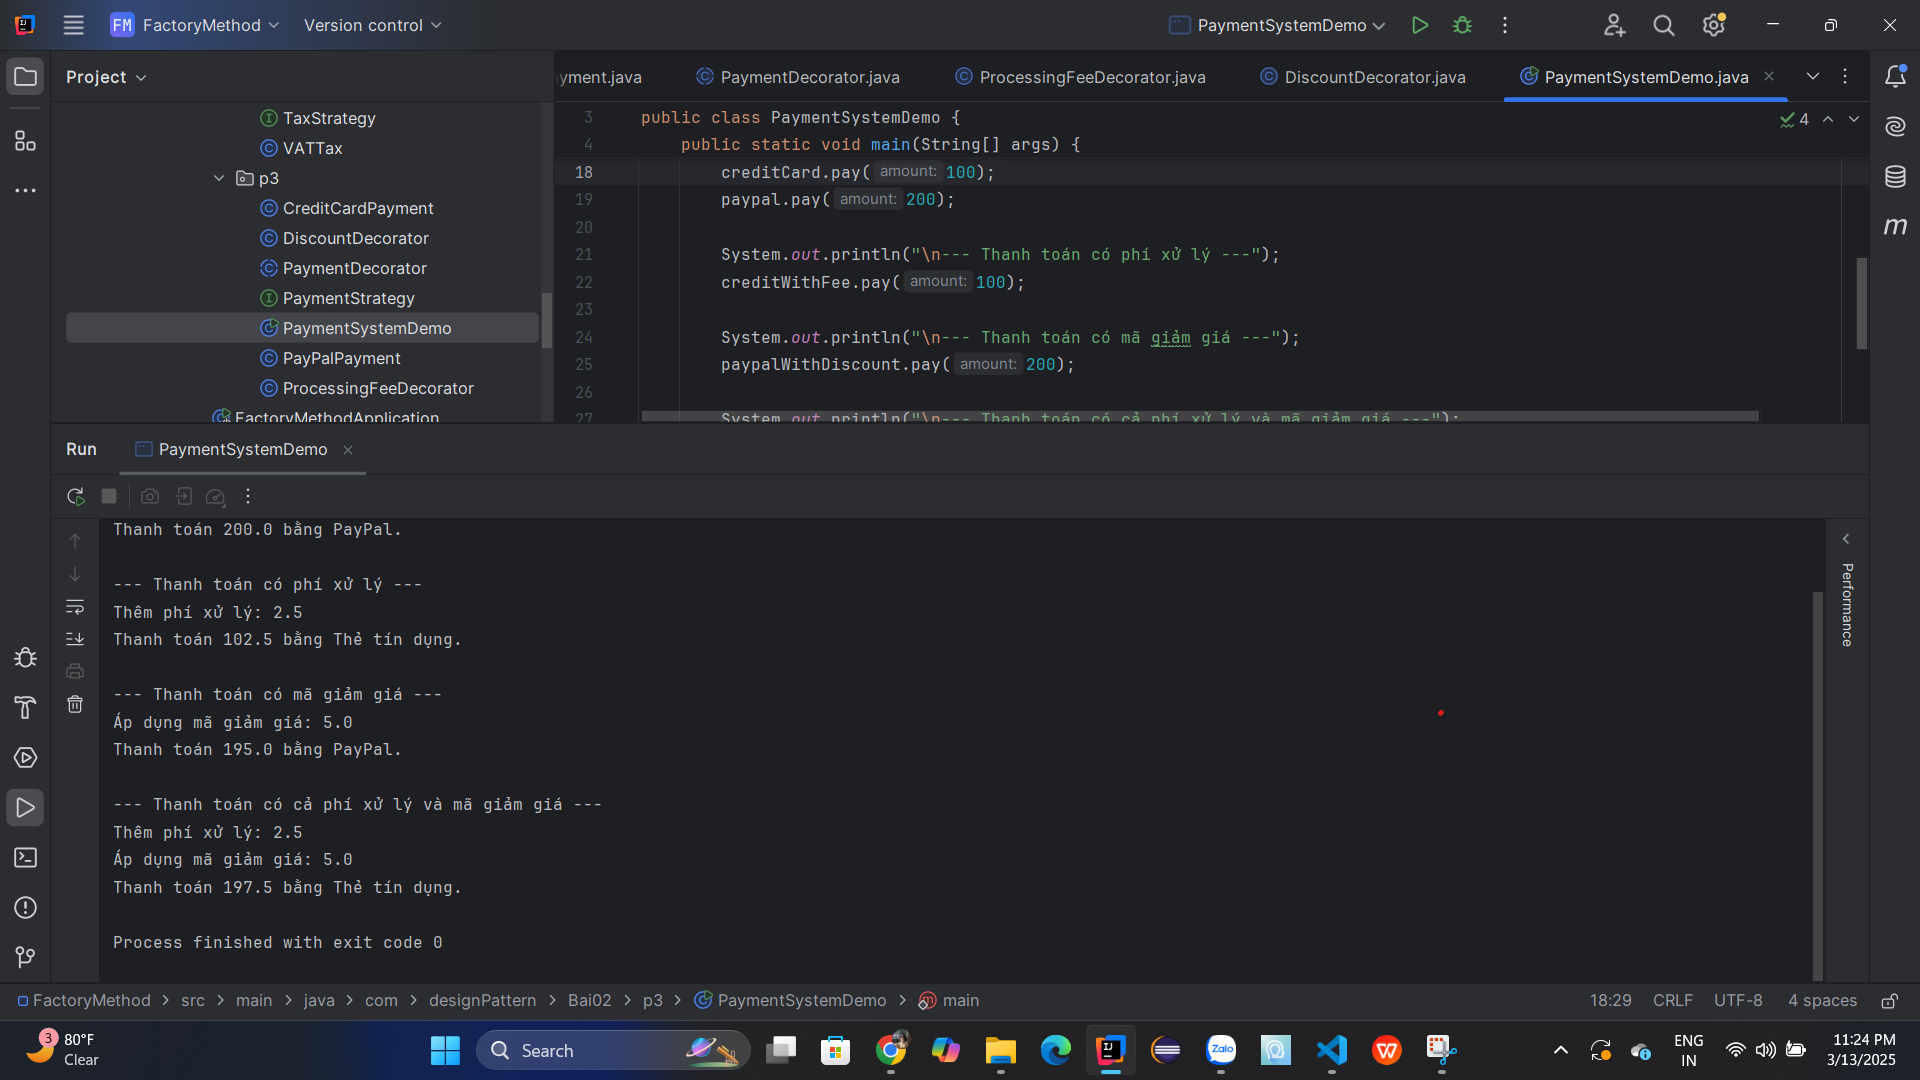 FM FactoryMethod Version control PaymentSystemDemo
Project
yment.java PaymentDecorator.java ProcessingFeeDecorator.java DiscountDecorator.java PaymentSystemDemo.java
TaxStrategy
VATTax
p3
CreditCardPayment
DiscountDecorator
PaymentDecorator
PaymentStrategy
PaymentSystemDemo
PayPalPayment
ProcessingFeeDecorator
FactoryMethodApplication
3 public class PaymentSystemDemo {
4 public static void main(String[] args) {
18 creditCard.pay( amount: 100);
19 paypal.pay( amount: 200);
20
21 System.out.println("\n--- Thanh toán có phí xử lý ---");
22 creditWithFee.pay( amount: 100);
23
24 System.out.println("\n--- Thanh toán có mã giảm giá ---");
25 paypalWithDiscount.pay( amount: 200);
26
27 System.out.println("\n--- Thanh toán có cả phí xử lý và mã giảm giá ---");
4
Run PaymentSystemDemo
Thanh toán 200.0 bằng PayPal.
--- Thanh toán có phí xử lý ---
Thêm phí xử lý: 2.5
Thanh toán 102.5 bằng Thẻ tín dụng.
--- Thanh toán có mã giảm giá ---
Áp dụng mã giảm giá: 5.0
Thanh toán 195.0 bằng PayPal.
--- Thanh toán có cả phí xử lý và mã giảm giá ---
Thêm phí xử lý: 2.5
Áp dụng mã giảm giá: 5.0
Thanh toán 197.5 bằng Thẻ tín dụng.
Process finished with exit code 0
Performance
FactoryMethod > src > main > java > com > designPattern > Bai02 > p3 > PaymentSystemDemo > main 18:29 CRLF UTF-8 4 spaces
3 80°F
Clear
Search
Zalo
ENG
IN
11:24 PM
3/13/2025